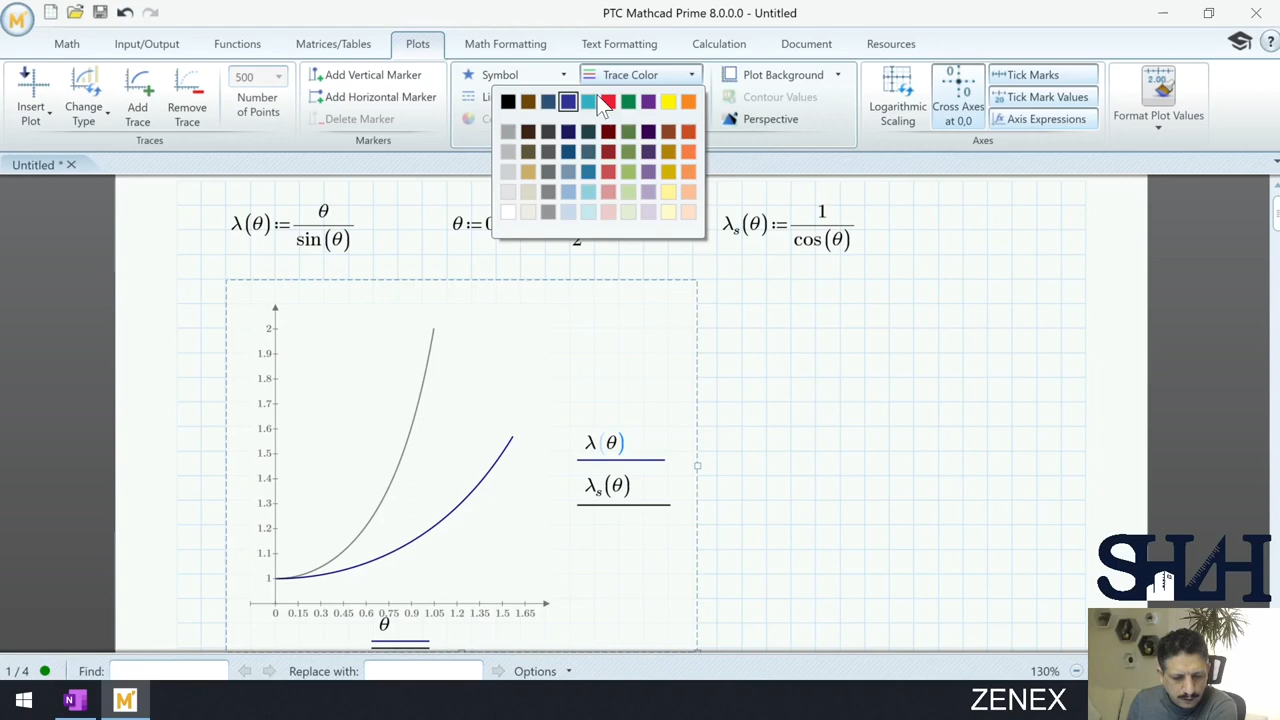 PTC Mathcad Prime 8.0.0.0 - Untitled
Math Input/Output Functions Matrices/Tables Plots Math Formatting Text Formatting Calculation Document Resources
Insert Plot
Change Type
Add Trace
Remove Trace
Traces
500
Number of Points
Add Vertical Marker
Add Horizontal Marker
Delete Marker
Markers
Symbol
Trace Color
Plot Background
Contour Values
Perspective
Logarithmic Scaling
Cross Axes at 0,0
Tick Marks
Tick Mark Values
Axis Expressions
Axes
2.00
Format Plot Values
Untitled *
λ(θ):=θ/sin(θ)
θ:=0
2
λs(θ):=1/cos(θ)
2
1.9
1.8
1.7
1.6
1.5
1.4
1.3
1.2
1.1
1
0 0.15 0.3 0.45 0.6 0.75 0.9 1.05 1.2 1.35 1.5 1.65
θ
λ(θ)
λs(θ)
1 / 4 Find: Replace with: Options 130%
SHAH
ZENEX